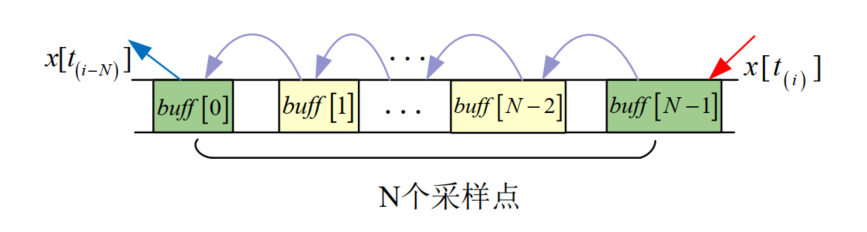 x[t(i−N)] ··· x[t(i)]
buff[0] buff[1] ··· buff[N−2] buff[N−1]
N个采样点